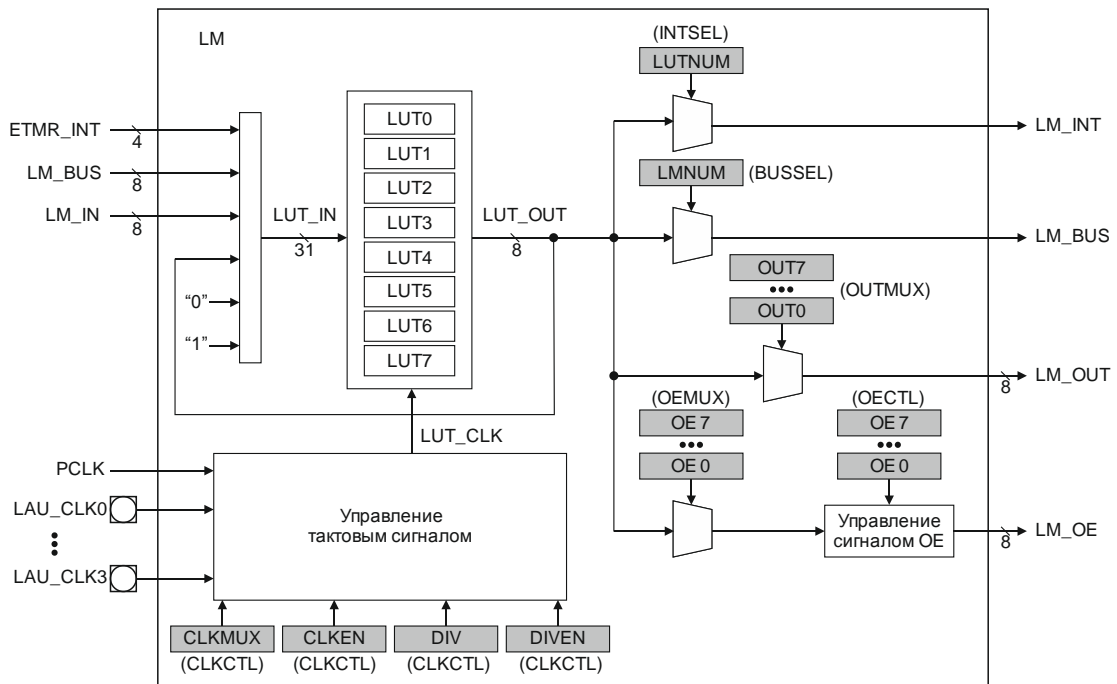 LM
(INTSEL)
LUTNUM
ETMR_INT
4
LM_BUS
8
LM_IN
8
"0"
"1"
LUT_IN
31
LUT0
LUT1
LUT2
LUT3
LUT4
LUT5
LUT6
LUT7
LUT_OUT
8
LM_INT
LMNUM (BUSSEL)
LM_BUS
OUT7
OUT0
(OUTMUX)
LM_OUT
8
(OEMUX)
OE 7
OE 0
(OECTL)
OE 7
OE 0
LUT_CLK
PCLK
LAU_CLK0
LAU_CLK3
Управление
тактовым сигналом
Управление
сигналом OE
LM_OE
8
CLKMUX
(CLKCTL)
CLKEN
(CLKCTL)
DIV
(CLKCTL)
DIVEN
(CLKCTL)